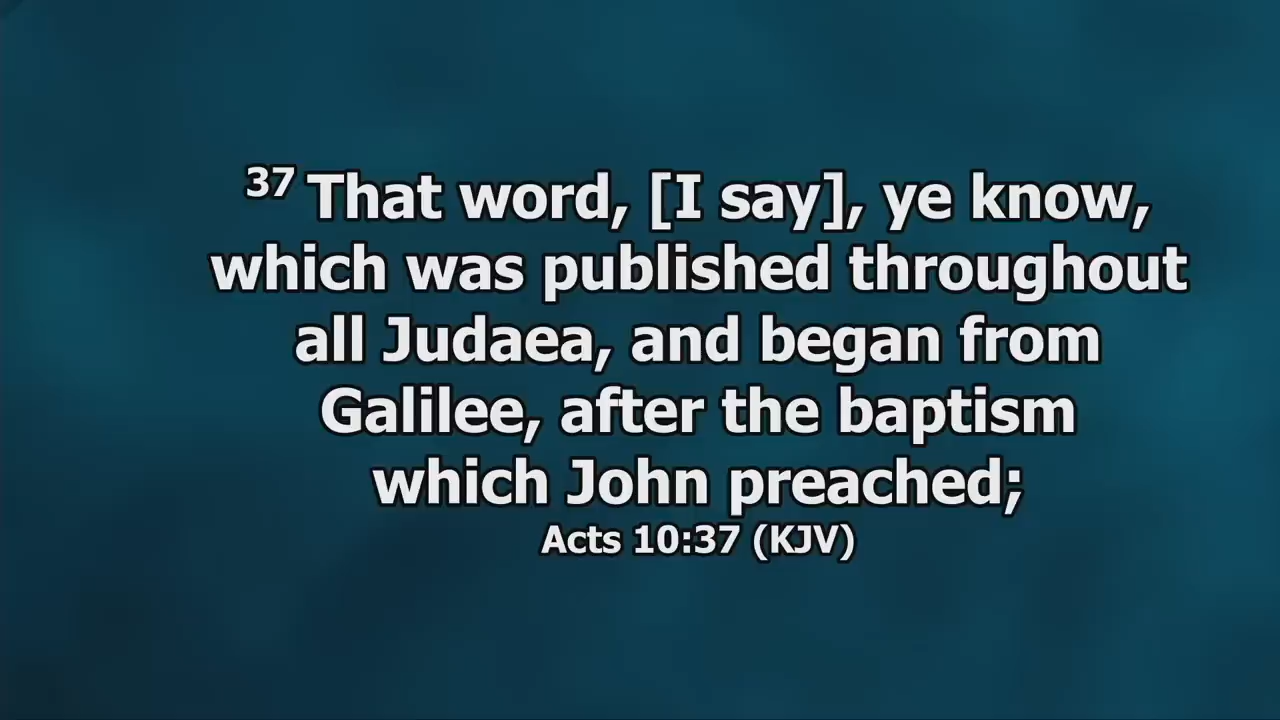 37 That word, [I say], ye know,
which was published throughout
all Judaea, and began from
Galilee, after the baptism
which John preached;
Acts 10:37 (KJV)